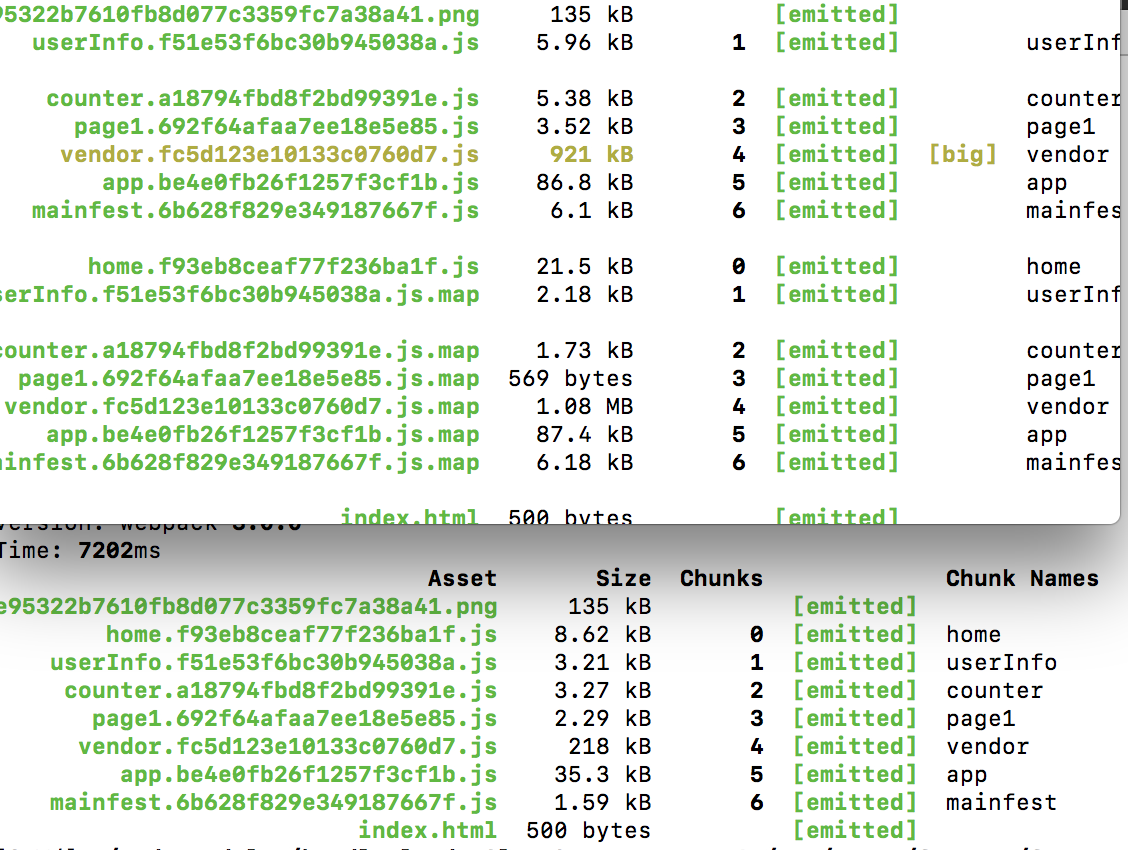 95322b7610fb8d077c3359fc7a38a41.png 135 kB [emitted]
userInfo.f51e53f6bc30b945038a.js 5.96 kB 1 [emitted] userInf
counter.a18794fbd8f2bd99391e.js 5.38 kB 2 [emitted] counter
page1.692f64afaa7ee18e5e85.js 3.52 kB 3 [emitted] page1
vendor.fc5d123e10133c0760d7.js 921 kB 4 [emitted] [big] vendor
app.be4e0fb26f1257f3cf1b.js 86.8 kB 5 [emitted] app
mainfest.6b628f829e349187667f.js 6.1 kB 6 [emitted] mainfes
home.f93eb8ceaf77f236ba1f.js 21.5 kB 0 [emitted] home
serInfo.f51e53f6bc30b945038a.js.map 2.18 kB 1 [emitted] userInf
counter.a18794fbd8f2bd99391e.js.map 1.73 kB 2 [emitted] counter
page1.692f64afaa7ee18e5e85.js.map 569 bytes 3 [emitted] page1
vendor.fc5d123e10133c0760d7.js.map 1.08 MB 4 [emitted] vendor
app.be4e0fb26f1257f3cf1b.js.map 87.4 kB 5 [emitted] app
ainfest.6b628f829e349187667f.js.map 6.18 kB 6 [emitted] mainfes
index.html 500 bytes [emitted]
Version: webpack 3.6.0
Time: 7202ms
Asset Size Chunks Chunk Names
e95322b7610fb8d077c3359fc7a38a41.png 135 kB [emitted]
home.f93eb8ceaf77f236ba1f.js 8.62 kB 0 [emitted] home
userInfo.f51e53f6bc30b945038a.js 3.21 kB 1 [emitted] userInfo
counter.a18794fbd8f2bd99391e.js 3.27 kB 2 [emitted] counter
page1.692f64afaa7ee18e5e85.js 2.29 kB 3 [emitted] page1
vendor.fc5d123e10133c0760d7.js 218 kB 4 [emitted] vendor
app.be4e0fb26f1257f3cf1b.js 35.3 kB 5 [emitted] app
mainfest.6b628f829e349187667f.js 1.59 kB 6 [emitted] mainfest
index.html 500 bytes [emitted]